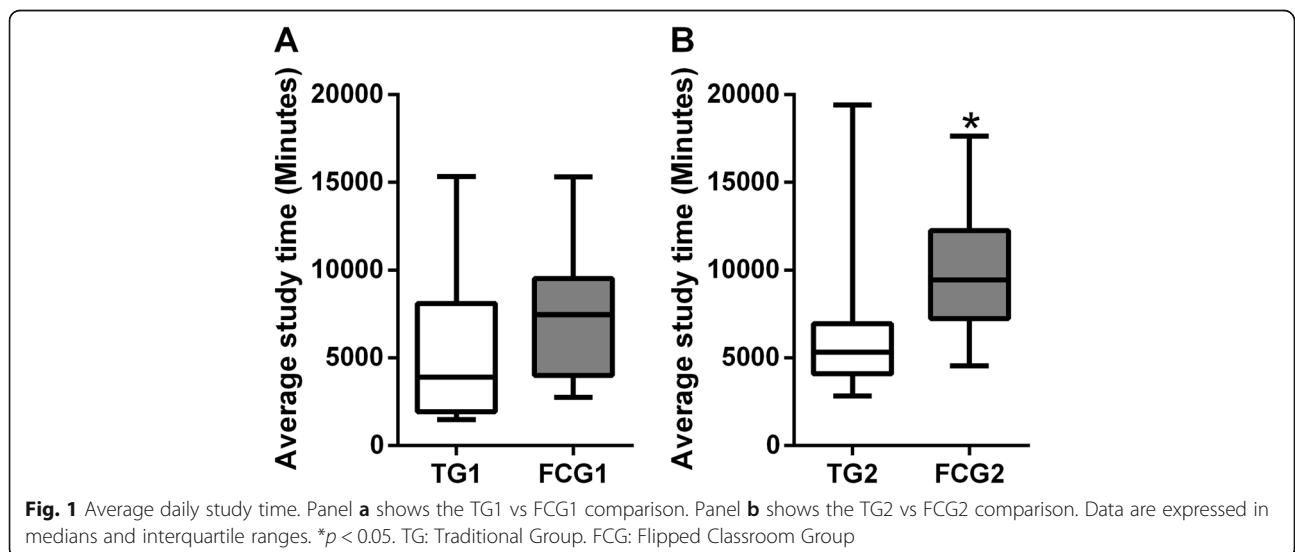 A
Average study time (Minutes)
20000
15000
10000
5000
0
TG1 FCG1
B
Average study time (Minutes)
20000
15000
10000
5000
0
*
TG2 FCG2
Fig. 1 Average daily study time. Panel a shows the TG1 vs FCG1 comparison. Panel b shows the TG2 vs FCG2 comparison. Data are expressed in
medians and interquartile ranges. *p < 0.05. TG: Traditional Group. FCG: Flipped Classroom Group